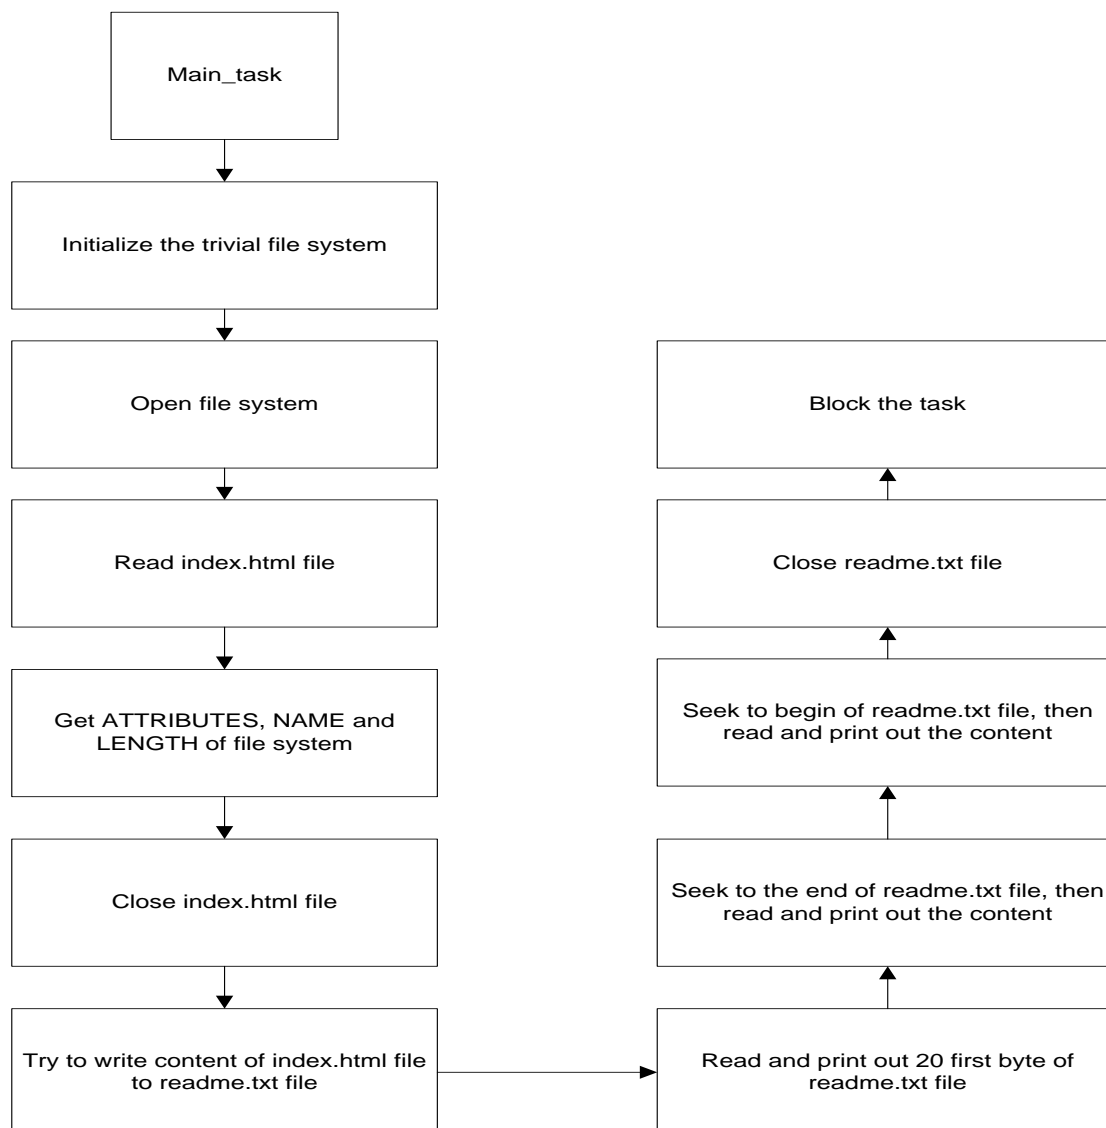 Main_task
Initialize the trivial file system
Open file system
Read index.html file
Get ATTRIBUTES, NAME and
LENGTH of file system
Close index.html file
Try to write content of index.html file
to readme.txt file
Read and print out 20 first byte of
readme.txt file
Seek to the end of readme.txt file, then
read and print out the content
Seek to begin of readme.txt file, then
read and print out the content
Close readme.txt file
Block the task